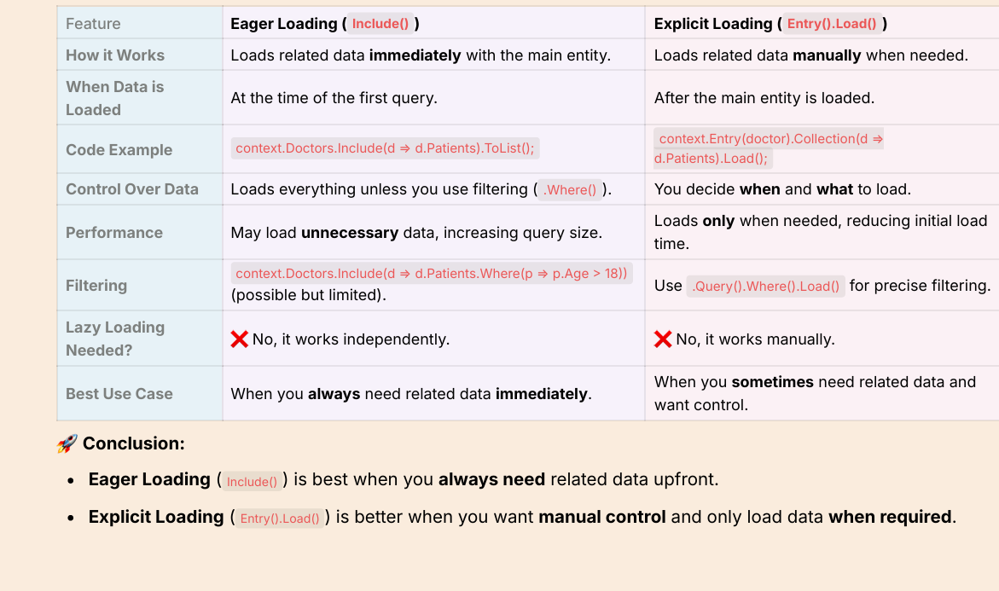 Feature
Eager Loading ( Include() )
Explicit Loading ( Entry().Load() )
How it Works
Loads related data immediately with the main entity.
Loads related data manually when needed.
When Data is
Loaded
At the time of the first query.
After the main entity is loaded.
Code Example
context.Doctors.Include(d => d.Patients).ToList();
context.Entry(doctor).Collection(d =>
d.Patients).Load();
Control Over Data
Loads everything unless you use filtering ( .Where() ).
You decide when and what to load.
Performance
May load unnecessary data, increasing query size.
Loads only when needed, reducing initial load
time.
Filtering
context.Doctors.Include(d => d.Patients.Where(p => p.Age > 18))
(possible but limited).
Use .Query().Where().Load() for precise filtering.
Lazy Loading
Needed?
❌ No, it works independently.
❌ No, it works manually.
Best Use Case
When you always need related data immediately.
When you sometimes need related data and
want control.
🚀 Conclusion:
• Eager Loading ( Include() ) is best when you always need related data upfront.
• Explicit Loading ( Entry().Load() ) is better when you want manual control and only load data when required.